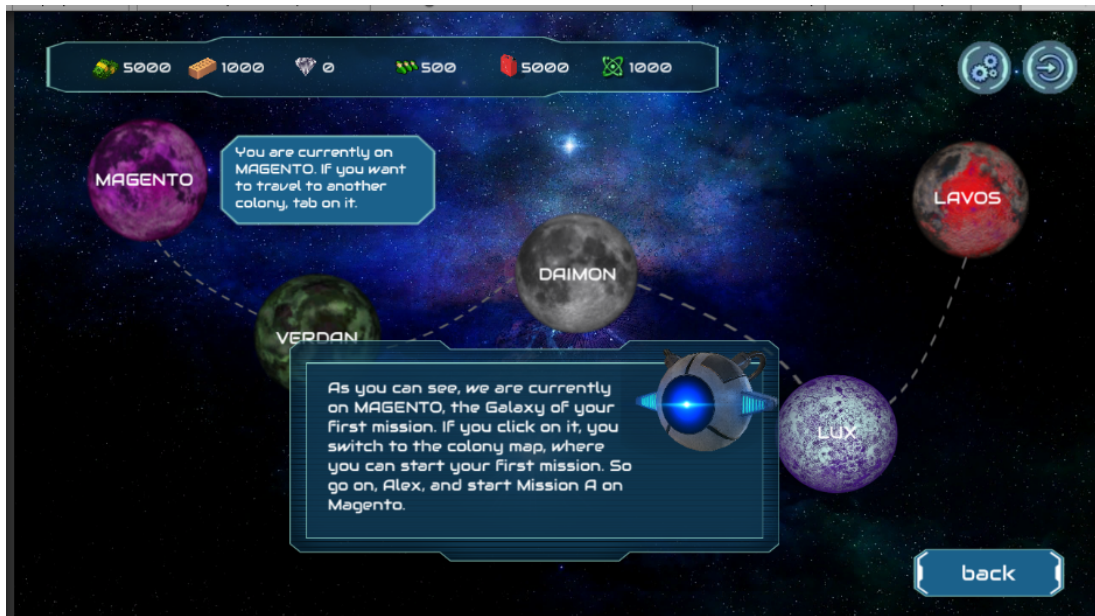 5000 1000 0 500 5000 1000
MAGENTO
You are currently on
MAGENTO. If you want
to travel to another
colony, tab on it.
LAVOS
DAIMON
VERDAN
As you can see, we are currently
on MAGENTO, the Galaxy of your
first mission. If you click on it, you
switch to the colony map, where
you can start your first mission. So
go on, Alex, and start Mission A on
Magento.
LUX
back